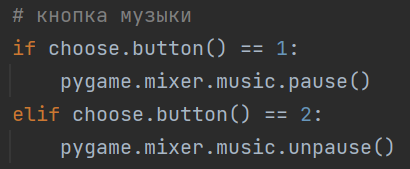 # кнопка музыки
if choose.button() == 1:
    pygame.mixer.music.pause()
elif choose.button() == 2:
    pygame.mixer.music.unpause()